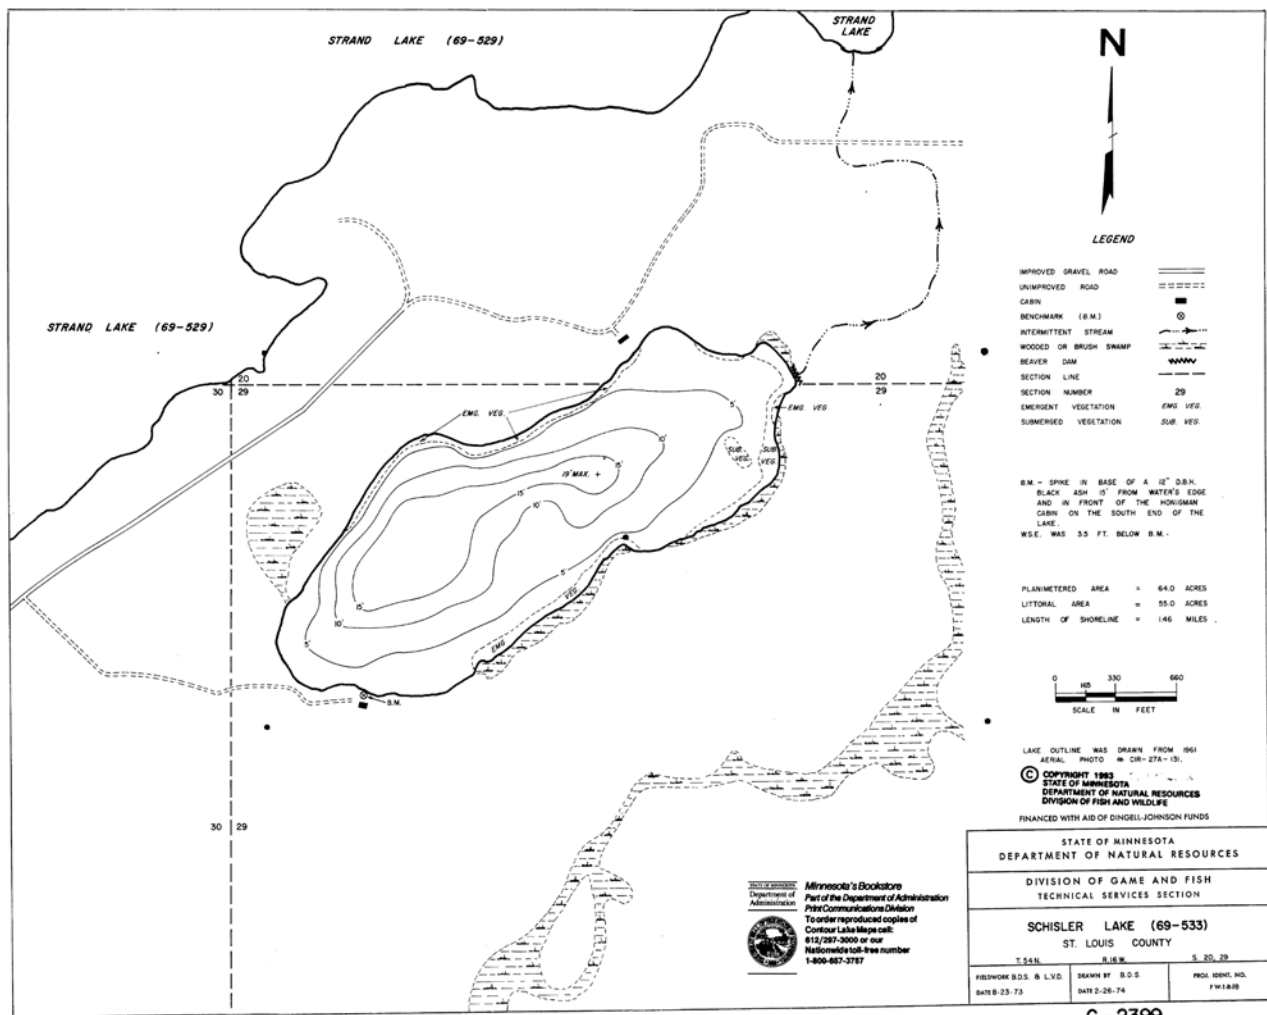 STRAND LAKE (69-529)
STRAND
LAKE
N
LEGEND
IMPROVED GRAVEL ROAD
UNIMPROVED ROAD
CABIN
BENCHMARK (B.M.)
INTERMITTENT STREAM
WOODED OR BRUSH SWAMP
BEAVER DAM
SECTION LINE
SECTION NUMBER 29
EMERGENT VEGETATION EMG. VEG.
SUBMERGED VEGETATION SUB. VEG.
STRAND LAKE (69-529)
20
30 29
20
29
EMG. VEG.
EMG. VEG.
5'
10'
SUB.
VEG.
SUB
VEG.
19' MAX. +
15'
15'
10'
5'
15'
10'
5'
EMG. VEG.
B.M.
30 29
B.M. – SPIKE IN BASE OF A 12" D.B.H.
BLACK ASH 15' FROM WATER'S EDGE
AND IN FRONT OF THE HONIGMAN
CABIN ON THE SOUTH END OF THE
LAKE.
W.S.E. WAS 3.5 FT. BELOW B.M.
PLANIMETERED AREA = 64.0 ACRES
LITTORAL AREA = 55.0 ACRES
LENGTH OF SHORELINE = 1.46 MILES
0 165 330 660
SCALE IN FEET
LAKE OUTLINE WAS DRAWN FROM 1961
AERIAL PHOTO # CIR-27A-131.
© COPYRIGHT 1993
STATE OF MINNESOTA
DEPARTMENT OF NATURAL RESOURCES
DIVISION OF FISH AND WILDLIFE
FINANCED WITH AID OF DINGELL-JOHNSON FUNDS
STATE OF MINNESOTA
Department of
Administration
Minnesota's Bookstore
Part of the Department of Administration
Print Communications Division
To order reproduced copies of
Contour Lake Maps call:
612/297-3000 or our
Nationwide toll-free number
1-800-657-3757
STATE OF MINNESOTA
DEPARTMENT OF NATURAL RESOURCES
DIVISION OF GAME AND FISH
TECHNICAL SERVICES SECTION
SCHISLER LAKE (69-533)
ST. LOUIS COUNTY
T. 54 N. R. 16 W. S. 20, 29
FIELDWORK B.D.S. & L.V.D.
DATE 8-23-73
DRAWN BY B.D.S.
DATE 2-26-74
PROJ. IDENT. NO.
C 2399